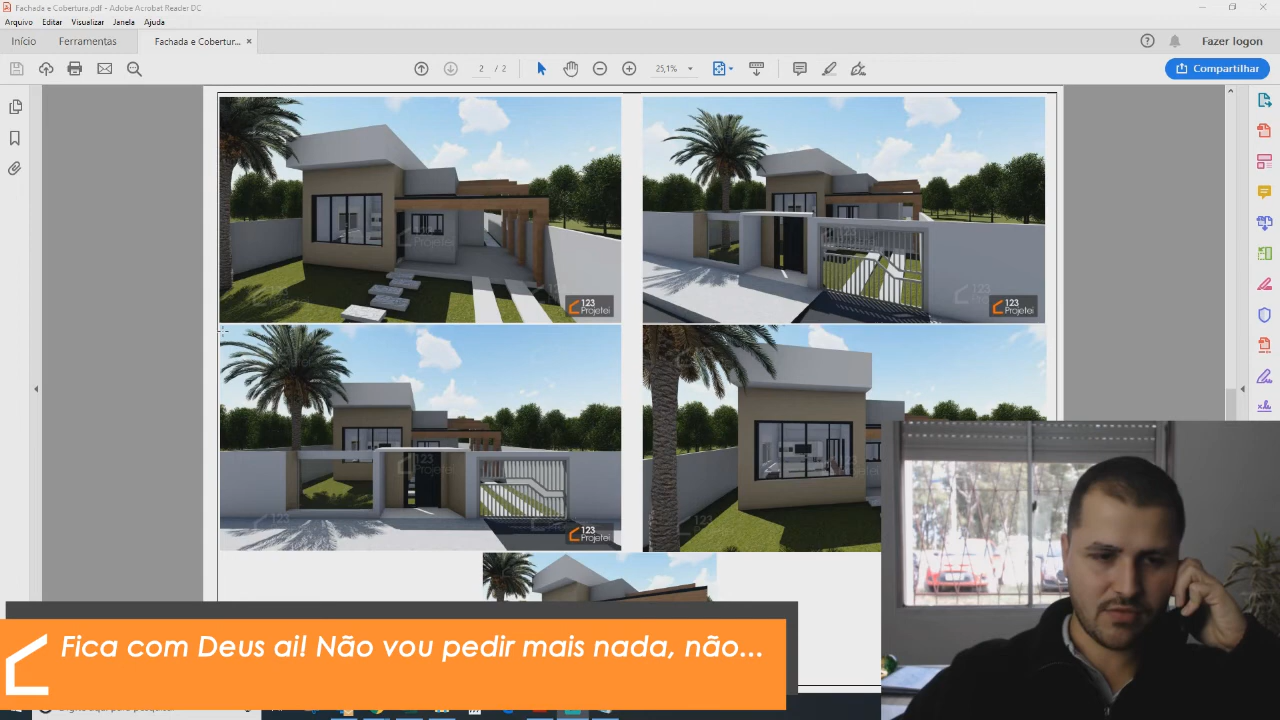 Fachada e Cobertura.pdf - Adobe Acrobat Reader DC
Arquivo Editar Visualizar Janela Ajuda
Início Ferramentas Fachada e Cobertur... ×
Fazer logon
2 / 2
25,1%
Compartilhar
123
Projetei
123
Projetei
123
Projetei
Fica com Deus ai! Não vou pedir mais nada, não...